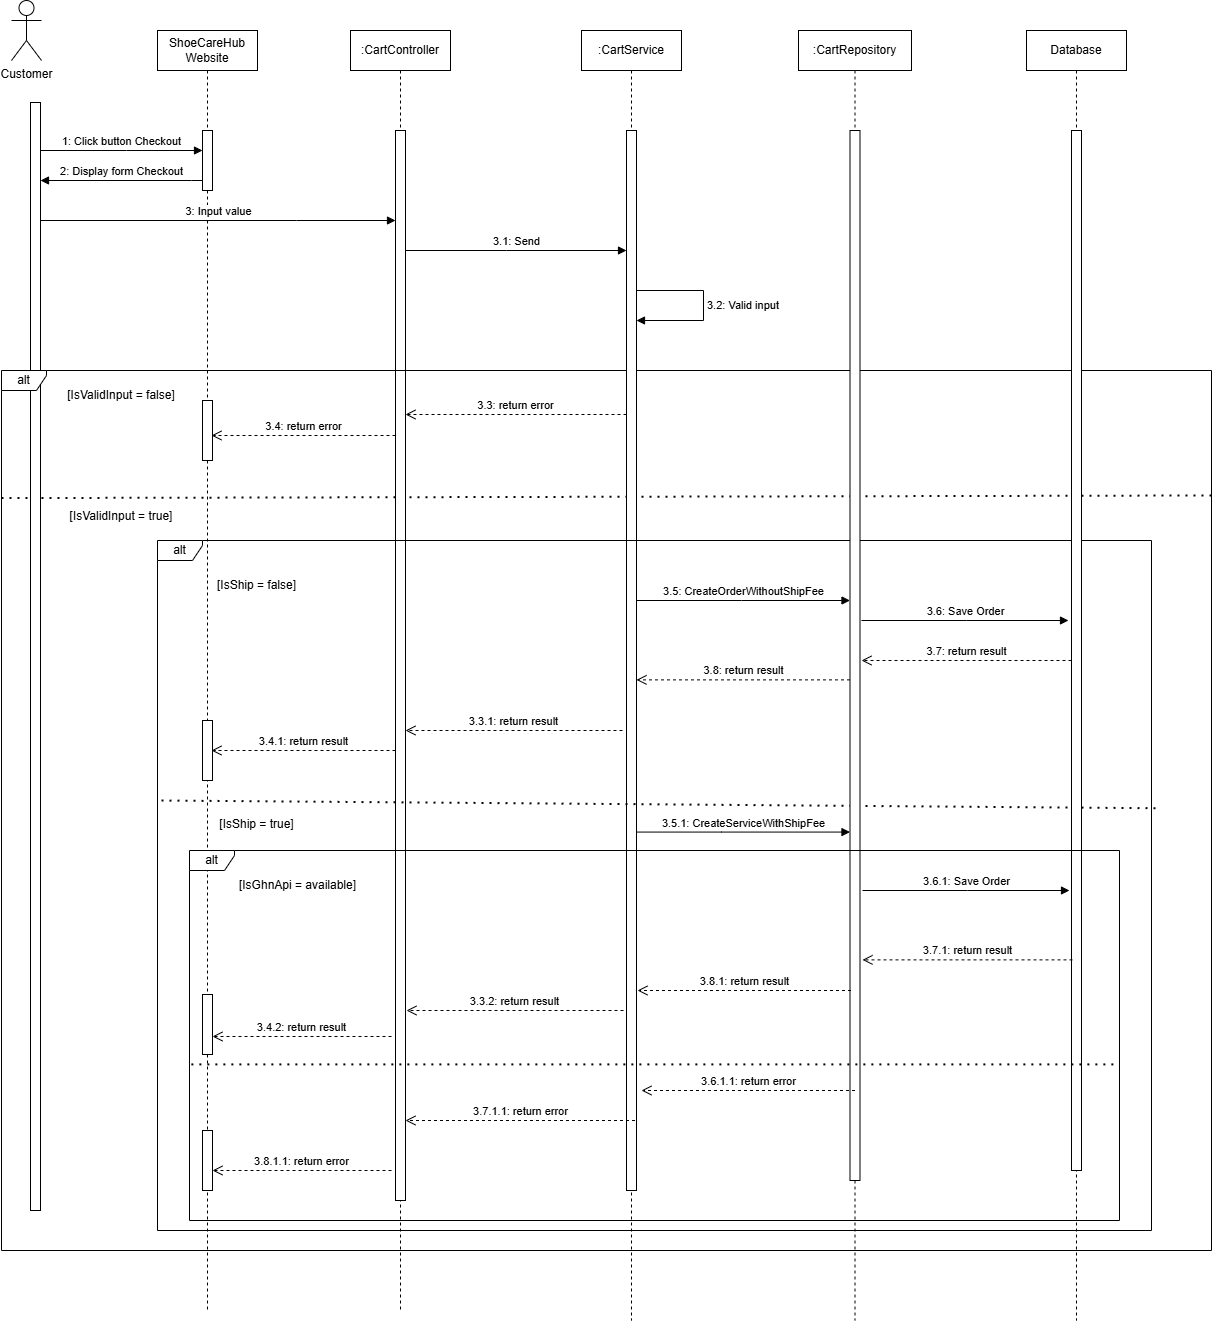 Customer
ShoeCareHub
Website
:CartController
:CartService
:CartRepository
Database
1: Click button Checkout
2: Display form Checkout
3: Input value
3.1: Send
3.2: Valid input
alt
[IsValidInput = false]
3.3: return error
3.4: return error
[IsValidInput = true]
alt
[IsShip = false]
3.5: CreateOrderWithoutShipFee
3.6: Save Order
3.7: return result
3.8: return result
3.3.1: return result
3.4.1: return result
[IsShip = true]
3.5.1: CreateServiceWithShipFee
alt
[IsGhnApi = available]
3.6.1: Save Order
3.7.1: return result
3.8.1: return result
3.3.2: return result
3.4.2: return result
3.6.1.1: return error
3.7.1.1: return error
3.8.1.1: return error